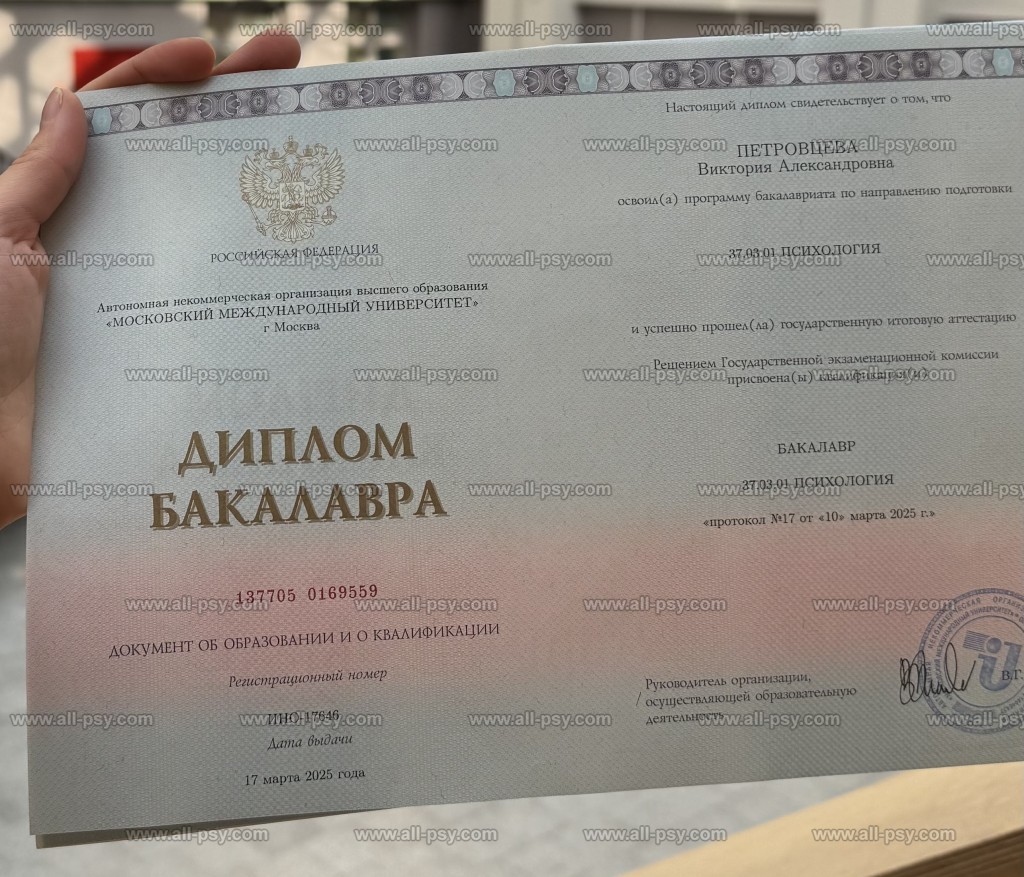 РОССИЙСКАЯ ФЕДЕРАЦИЯ
Автономная некоммерческая организация высшего образования
«МОСКОВСКИЙ МЕЖДУНАРОДНЫЙ УНИВЕРСИТЕТ»
г Москва
ДИПЛОМ
БАКАЛАВРА
137705 0169559
ДОКУМЕНТ ОБ ОБРАЗОВАНИИ И О КВАЛИФИКАЦИИ
Регистрационный номер
ИНО-17646
Дата выдачи
17 марта 2025 года
Настоящий диплом свидетельствует о том, что
ПЕТРОВЦЕВА
Виктория Александровна
освоил(а) программу бакалавриата по направлению подготовки
37.03.01 ПСИХОЛОГИЯ
и успешно прошел(ла) государственную итоговую аттестацию
Решением Государственной экзаменационной комиссии
присвоена(ы) квалификация(и)
БАКАЛАВР
37.03.01 ПСИХОЛОГИЯ
«протокол №17 от «10» марта 2025 г.»
Руководитель организации,
/ осуществляющей образовательную
деятельность
В.Г.
www.all-psy.com